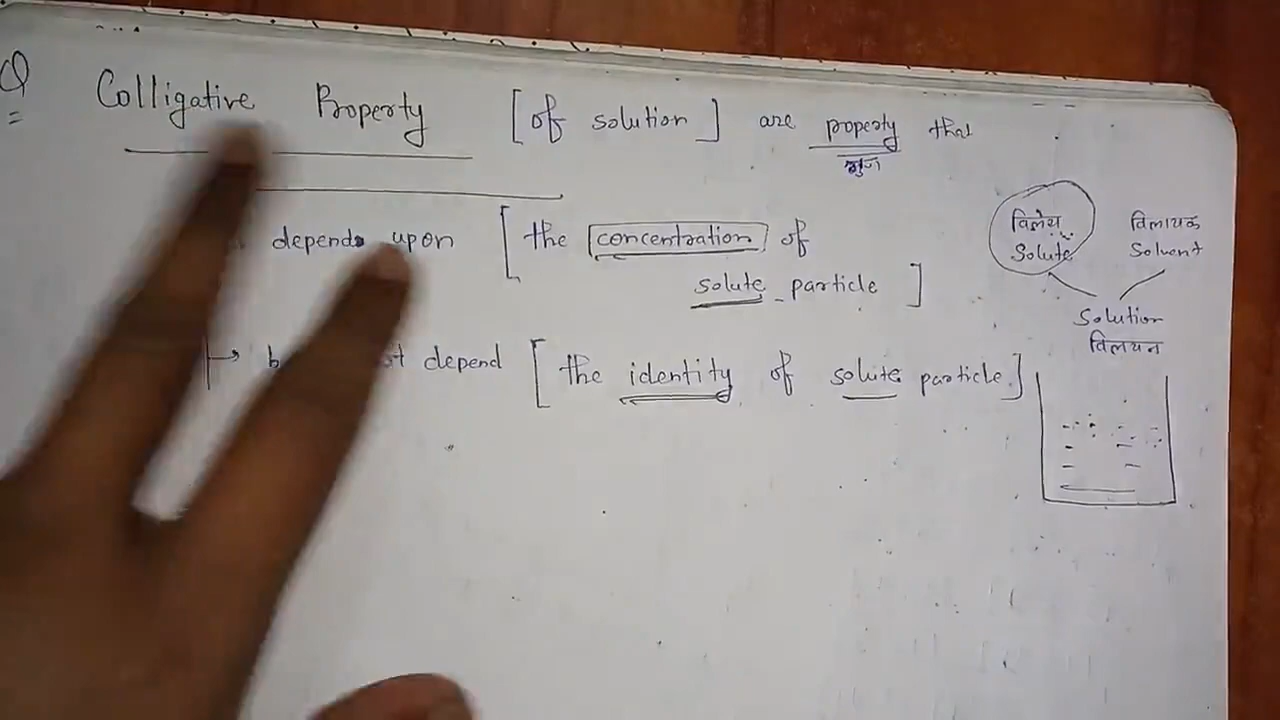 Q Colligative Property [of solution] are property that
गुण
depends upon [the concentration of
solute particle]
depend [the identity of solute particle.]
विलेय विलायक
Solute Solvent
Solution
विलयन